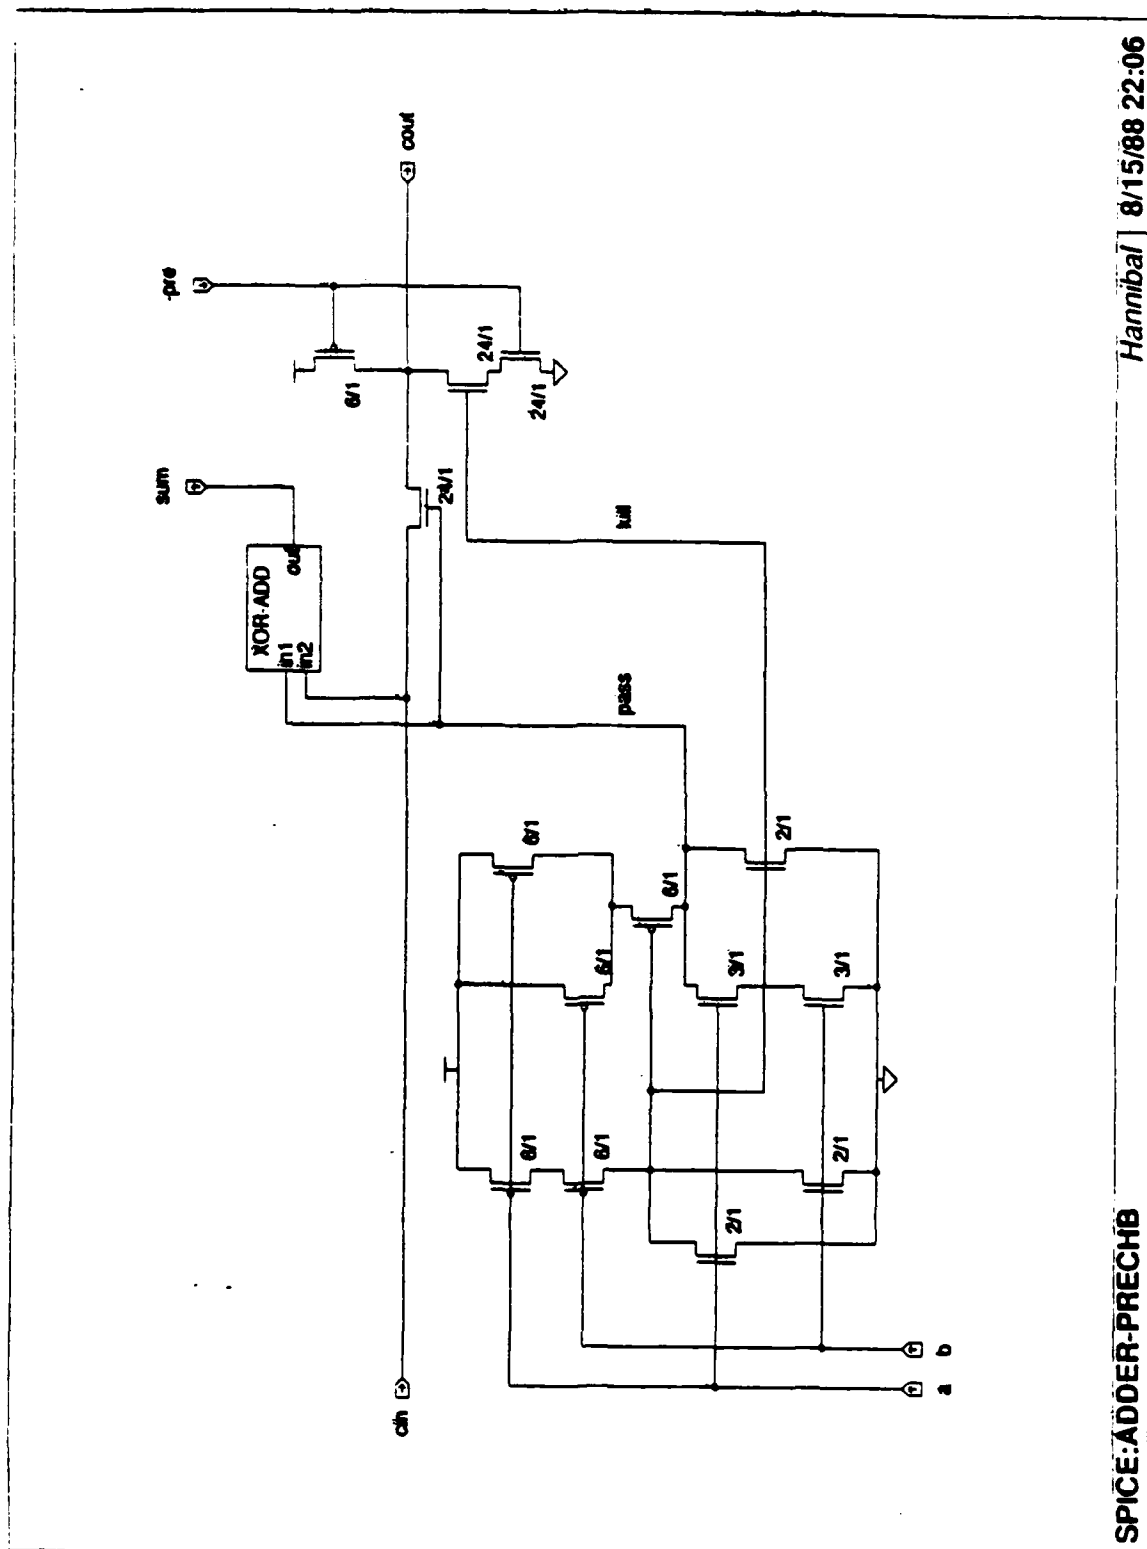 -pre
cout
sum
6/1
24/1
24/1
XOR-ADD
in1
in2
out
24/1
kill
pass
cin
6/1
6/1
6/1
6/1
6/1
2/1
3/1
3/1
2/1
2/1
a
b
SPICE:ADDER-PRECHB
Hannibal | 8/15/88 22:06